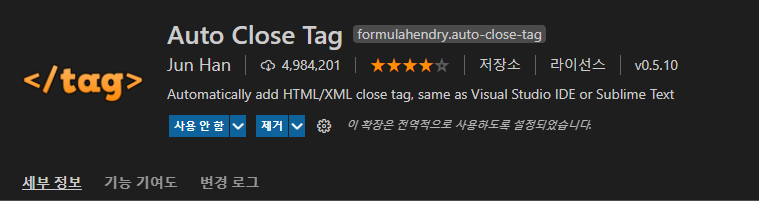 Auto Close Tag formulahendry.auto-close-tag
</tag> Jun Han 4,984,201 저장소 라이선스 v0.5.10
Automatically add HTML/XML close tag, same as Visual Studio IDE or Sublime Text
사용 안 함 제거 이 확장은 전역적으로 사용하도록 설정되었습니다.
세부 정보 기능 기여도 변경 로그